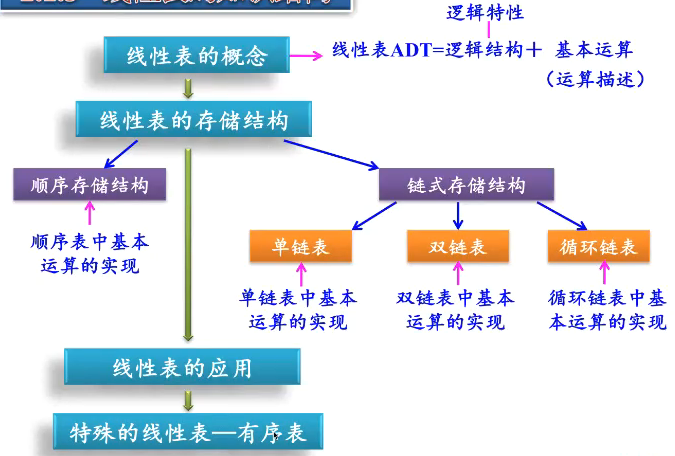 逻辑特性
线性表的概念
线性表ADT=逻辑结构＋ 基本运算
（运算描述）
线性表的存储结构
顺序存储结构
链式存储结构
顺序表中基本
运算的实现
单链表
双链表
循环链表
单链表中基本
运算的实现
双链表中基本
运算的实现
循环链表中基
本运算的实现
线性表的应用
特殊的线性表—有序表